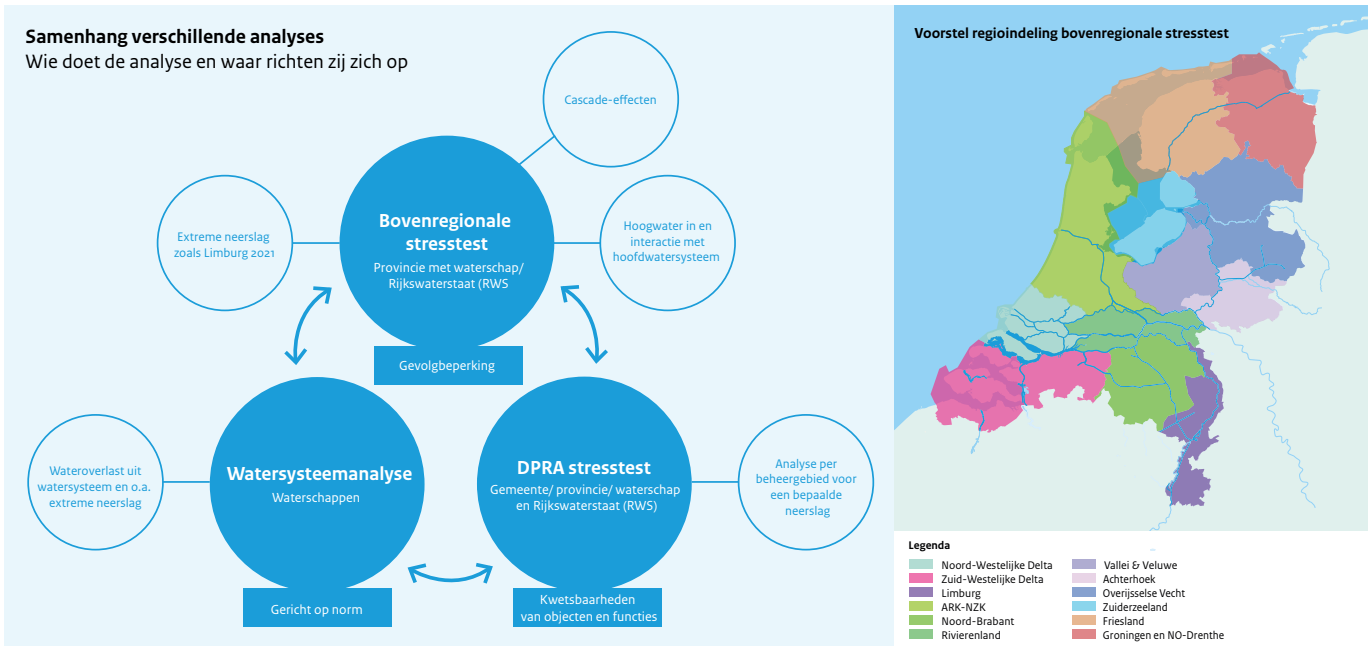 Samenhang verschillende analyses
Wie doet de analyse en waar richten zij zich op
Cascade-effecten
Extreme neerslag
zoals Limburg 2021
Bovenregionale
stresstest
Provincie met waterschap/
Rijkswaterstaat (RWS
Hoogwater in en
interactie met
hoofdwatersysteem
Gevolgbeperking
Wateroverlast uit
watersysteem en o.a.
extreme neerslag
Watersysteemanalyse
Waterschappen
Gericht op norm
DPRA stresstest
Gemeente/ provincie/ waterschap
en Rijkswaterstaat (RWS)
Kwetsbaarheden
van objecten en functies
Analyse per
beheergebied voor
een bepaalde
neerslag
Voorstel regioindeling bovenregionale stresstest
Legenda
Noord-Westelijke Delta
Zuid-Westelijke Delta
Limburg
ARK-NZK
Noord-Brabant
Rivierenland
Vallei & Veluwe
Achterhoek
Overijsselse Vecht
Zuiderzeeland
Friesland
Groningen en NO-Drenthe